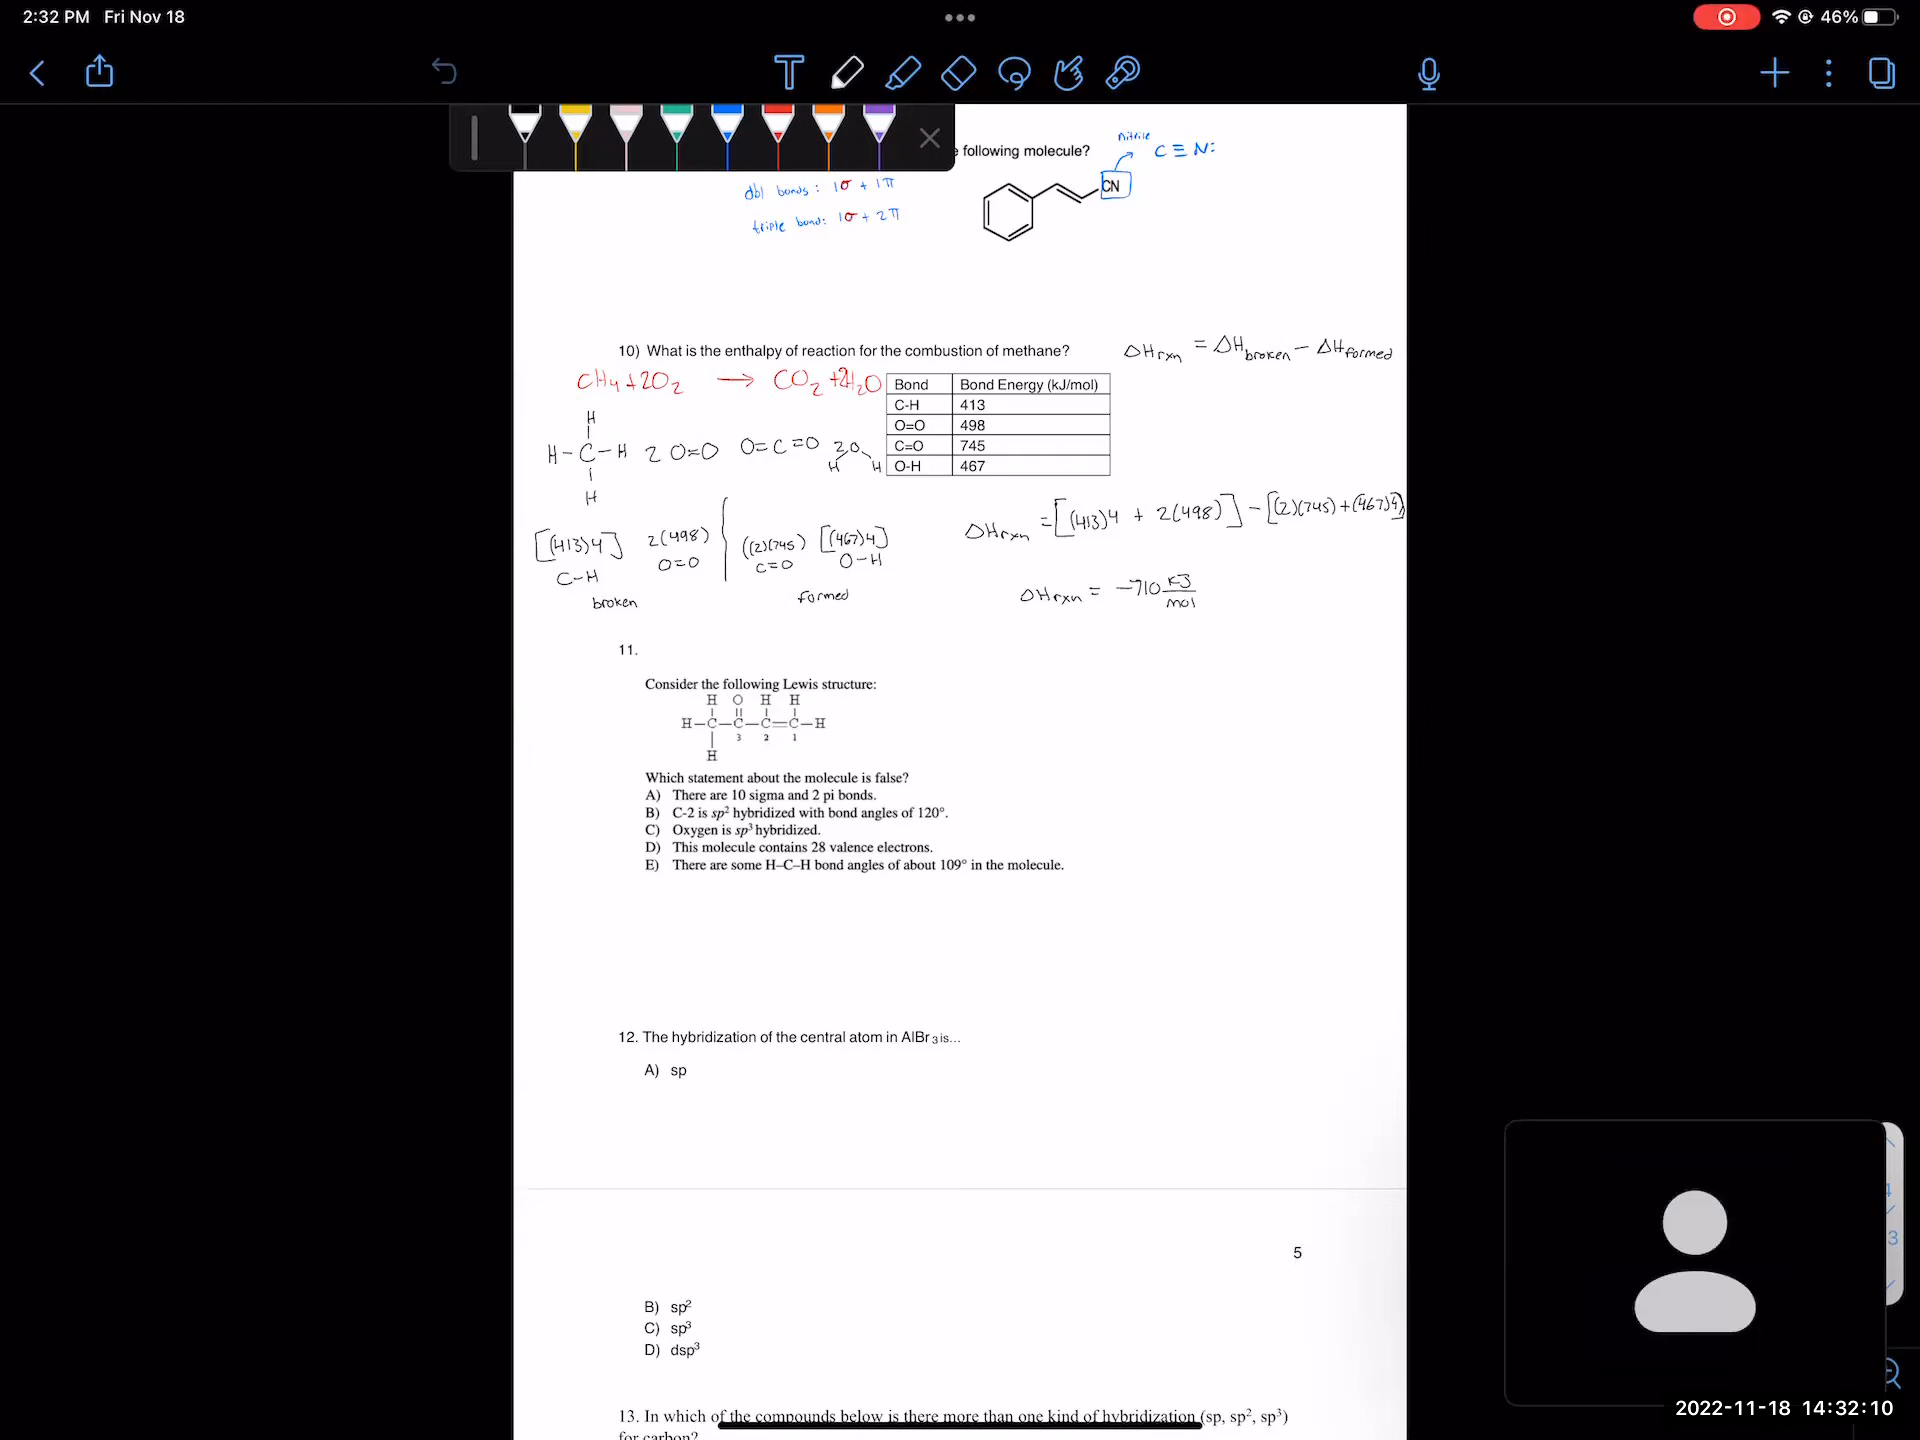 2:32 PM Fri Nov 18
46%
following molecule?
Nitrile
C≡N:
CN
dbl bonds: 1σ + 1π
triple bond: 1σ + 2π
10) What is the enthalpy of reaction for the combustion of methane?
ΔHrxn = ΔHbroken − ΔHformed
CH₄ + 2O₂ → CO₂ + 2H₂O
Bond Bond Energy (kJ/mol)
C-H 413
O=O 498
C=O 745
O-H 467
H
H-C-H 2 O=O O=C=O 2 O
H H
H
[(413)4] 2(498) ((2)(745) [(467)4]
C-H O=O C=O O-H
broken formed
ΔHrxn = [(413)4 + 2(498)] − [(2)(745)+(467)4]
ΔHrxn = −710 kJ/mol
11.
Consider the following Lewis structure:
H O H H
H-C-C-C=C-H
3 2 1
H
Which statement about the molecule is false?
A) There are 10 sigma and 2 pi bonds.
B) C-2 is sp² hybridized with bond angles of 120°.
C) Oxygen is sp³ hybridized.
D) This molecule contains 28 valence electrons.
E) There are some H–C–H bond angles of about 109° in the molecule.
12. The hybridization of the central atom in AlBr₃ is...
A) sp
5
B) sp²
C) sp³
D) dsp³
13. In which of the compounds below is there more than one kind of hybridization (sp, sp², sp³)
for carbon?
2022-11-18 14:32:10